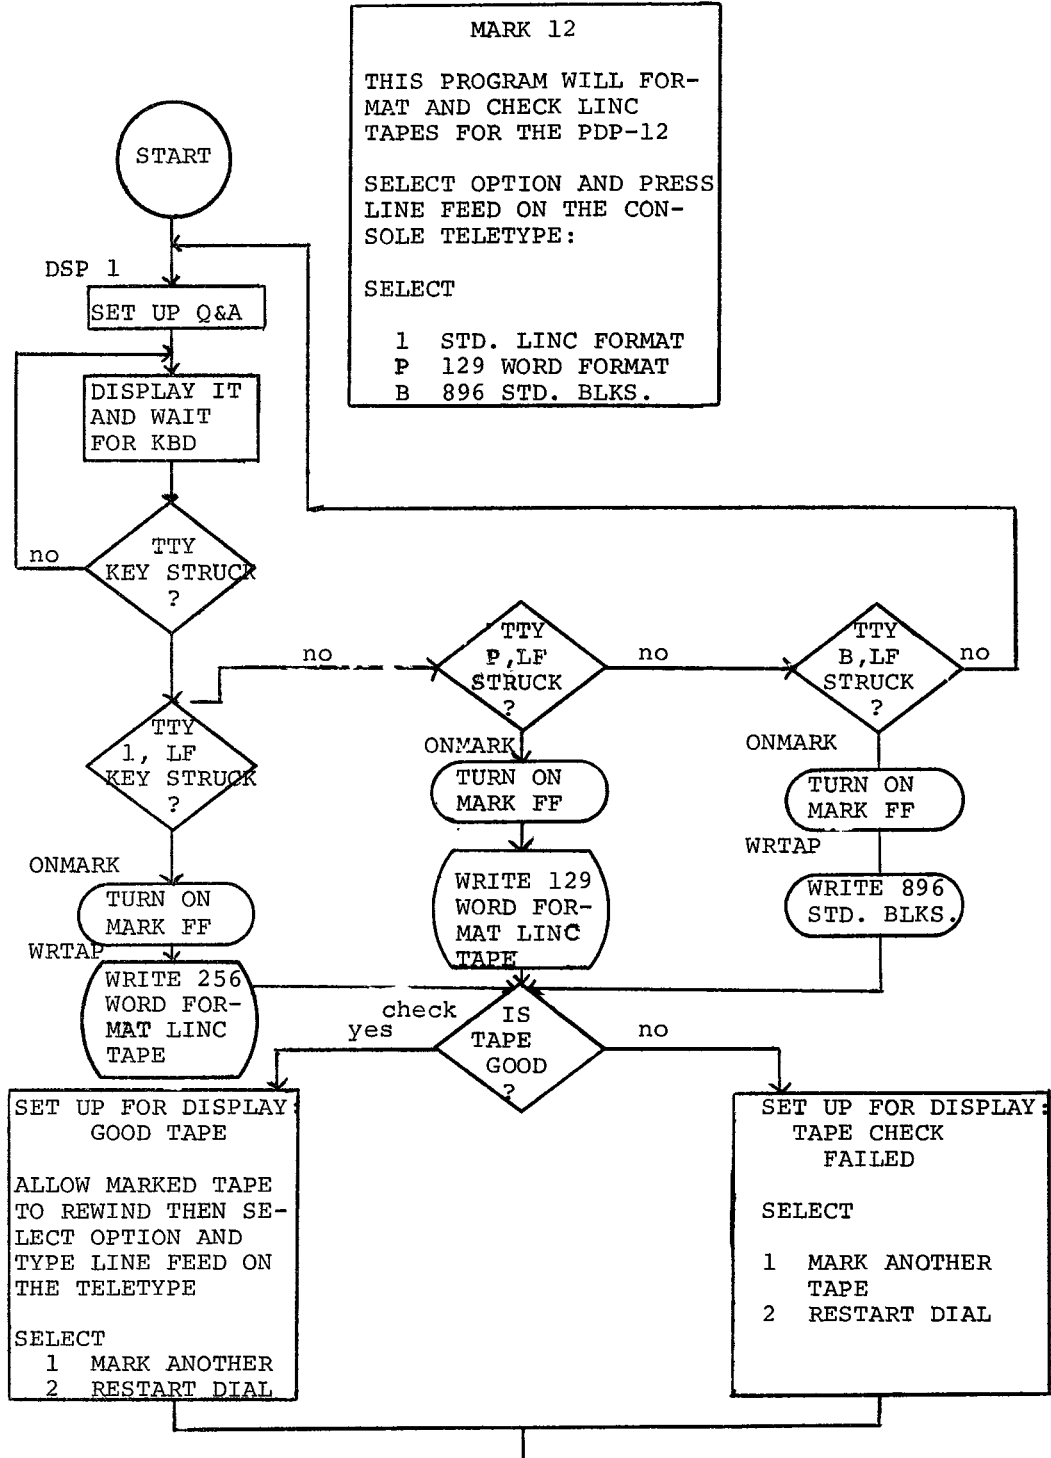 MARK 12
THIS PROGRAM WILL FOR-
MAT AND CHECK LINC
TAPES FOR THE PDP-12
SELECT OPTION AND PRESS
LINE FEED ON THE CON-
SOLE TELETYPE:
SELECT
1 STD. LINC FORMAT
P 129 WORD FORMAT
B 896 STD. BLKS.
START
DSP 1
SET UP Q&A
DISPLAY IT
AND WAIT
FOR KBD
TTY
KEY STRUCK
?
no
TTY
1, LF
KEY STRUCK
?
no
TTY
P,LF
STRUCK
?
no
TTY
B,LF
STRUCK
?
no
ONMARK
TURN ON
MARK FF
WRTAP
WRITE 256
WORD FOR-
MAT LINC
TAPE
ONMARK
TURN ON
MARK FF
WRITE 129
WORD FOR-
MAT LINC
TAPE
ONMARK
TURN ON
MARK FF
WRTAP
WRITE 896
STD. BLKS.
check
IS
TAPE
GOOD
?
yes
no
SET UP FOR DISPLAY:
GOOD TAPE
ALLOW MARKED TAPE
TO REWIND THEN SE-
LECT OPTION AND
TYPE LINE FEED ON
THE TELETYPE
SELECT
1 MARK ANOTHER
2 RESTART DIAL
SET UP FOR DISPLAY:
TAPE CHECK
FAILED
SELECT
1 MARK ANOTHER
TAPE
2 RESTART DIAL